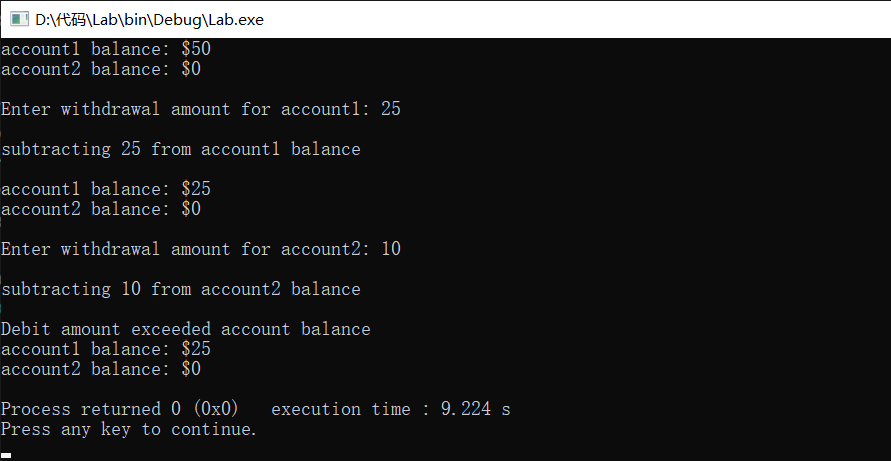 D:\代码\Lab\bin\Debug\Lab.exe
account1 balance: $50
account2 balance: $0
Enter withdrawal amount for account1: 25
subtracting 25 from account1 balance
account1 balance: $25
account2 balance: $0
Enter withdrawal amount for account2: 10
subtracting 10 from account2 balance
Debit amount exceeded account balance
account1 balance: $25
account2 balance: $0
Process returned 0 (0x0)   execution time : 9.224 s
Press any key to continue.